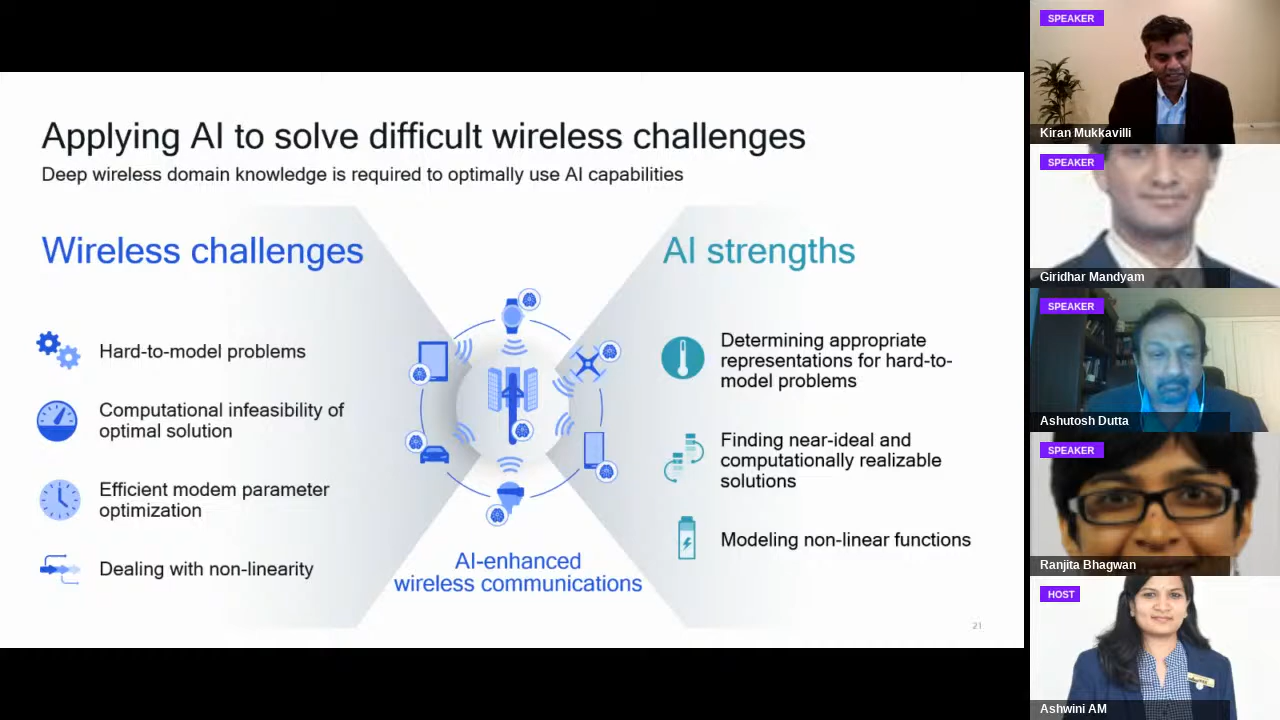 Applying AI to solve difficult wireless challenges
Deep wireless domain knowledge is required to optimally use AI capabilities
Wireless challenges
Hard-to-model problems
Computational infeasibility of
optimal solution
Efficient modem parameter
optimization
Dealing with non-linearity
AI-enhanced
wireless communications
AI strengths
Determining appropriate
representations for hard-to-
model problems
Finding near-ideal and
computationally realizable
solutions
Modeling non-linear functions
21
SPEAKER
Kiran Mukkavilli
SPEAKER
Giridhar Mandyam
SPEAKER
Ashutosh Dutta
SPEAKER
Ranjita Bhagwan
HOST
Ashwini AM